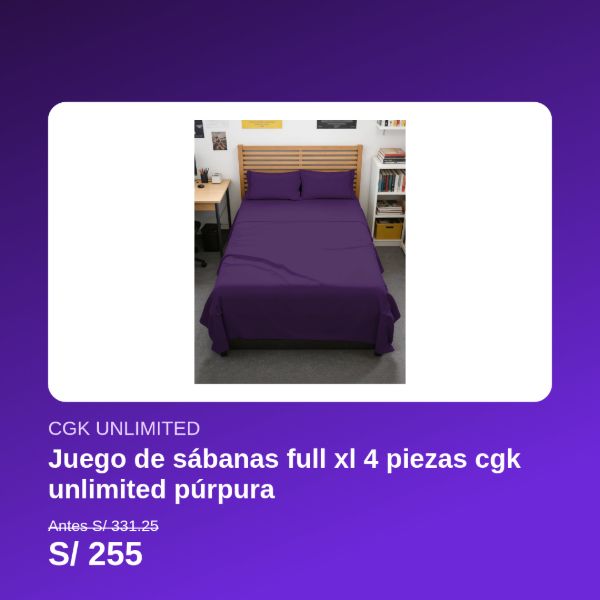 CGK UNLIMITED
Juego de sábanas full xl 4 piezas cgk
unlimited púrpura
Antes S/ 331.25
S/ 255